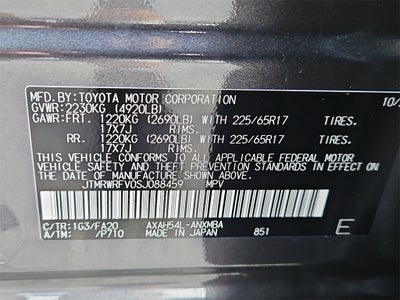 MFD.BY:TOYOTA MOTOR CORPORATION 10/
GVWR:2230KG (4920LB)
GAWR:FRT. 1220KG (2690LB) WITH 225/65R17 TIRES.
17X7J RIMS.
RR. 1220KG (2690LB) WITH 225/65R17 TIRES.
17X7J RIMS.
THIS VEHICLE CONFORMS TO ALL APPLICABLE FEDERAL MOTOR
VEHICLE SAFETY AND THEFT PREVENTION STANDARDS IN EFFECT
ON THE DATE OF MANUFACTURE SHOWN ABOVE.
JTMRWRFV0SJ088459 MPV
C/TR:1G3/FA20 AXAH54L-ANXMBA E
A/TM: /P710 MADE IN JAPAN 851